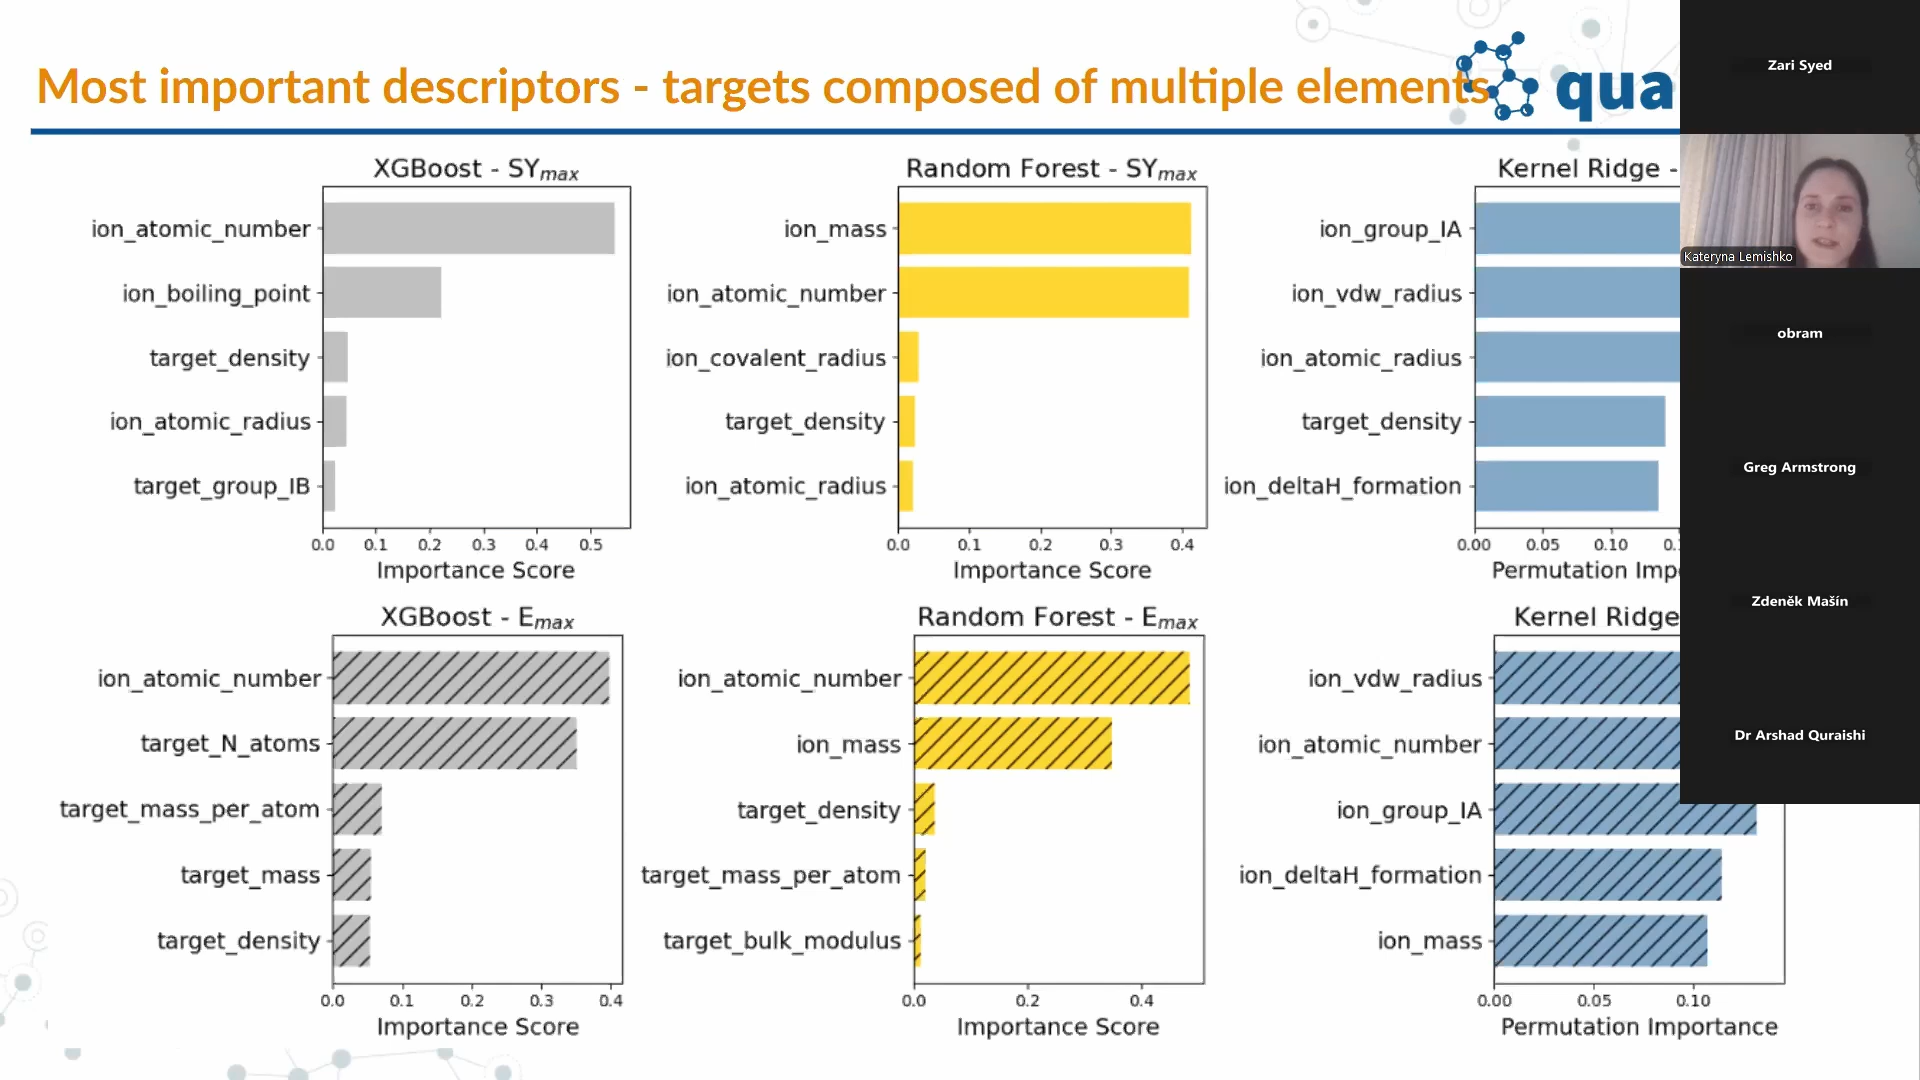 Most important descriptors - targets composed of multiple elements
qua
XGBoost - SYmax
ion_atomic_number
ion_boiling_point
target_density
ion_atomic_radius
target_group_IB
0.0 0.1 0.2 0.3 0.4 0.5
Importance Score
Random Forest - SYmax
ion_mass
ion_atomic_number
ion_covalent_radius
target_density
ion_atomic_radius
0.0 0.1 0.2 0.3 0.4
Importance Score
Kernel Ridge -
ion_group_IA
ion_vdw_radius
ion_atomic_radius
target_density
ion_deltaH_formation
0.00 0.05 0.10
Permutation Imp
XGBoost - Emax
ion_atomic_number
target_N_atoms
target_mass_per_atom
target_mass
target_density
0.0 0.1 0.2 0.3 0.4
Importance Score
Random Forest - Emax
ion_atomic_number
ion_mass
target_density
target_mass_per_atom
target_bulk_modulus
0.0 0.2 0.4
Importance Score
Kernel Ridge
ion_vdw_radius
ion_atomic_number
ion_group_IA
ion_deltaH_formation
ion_mass
0.00 0.05 0.10
Permutation Importance
Zari Syed
Kateryna Lemishko
obram
Greg Armstrong
Zdeněk Mašín
Dr Arshad Quraishi